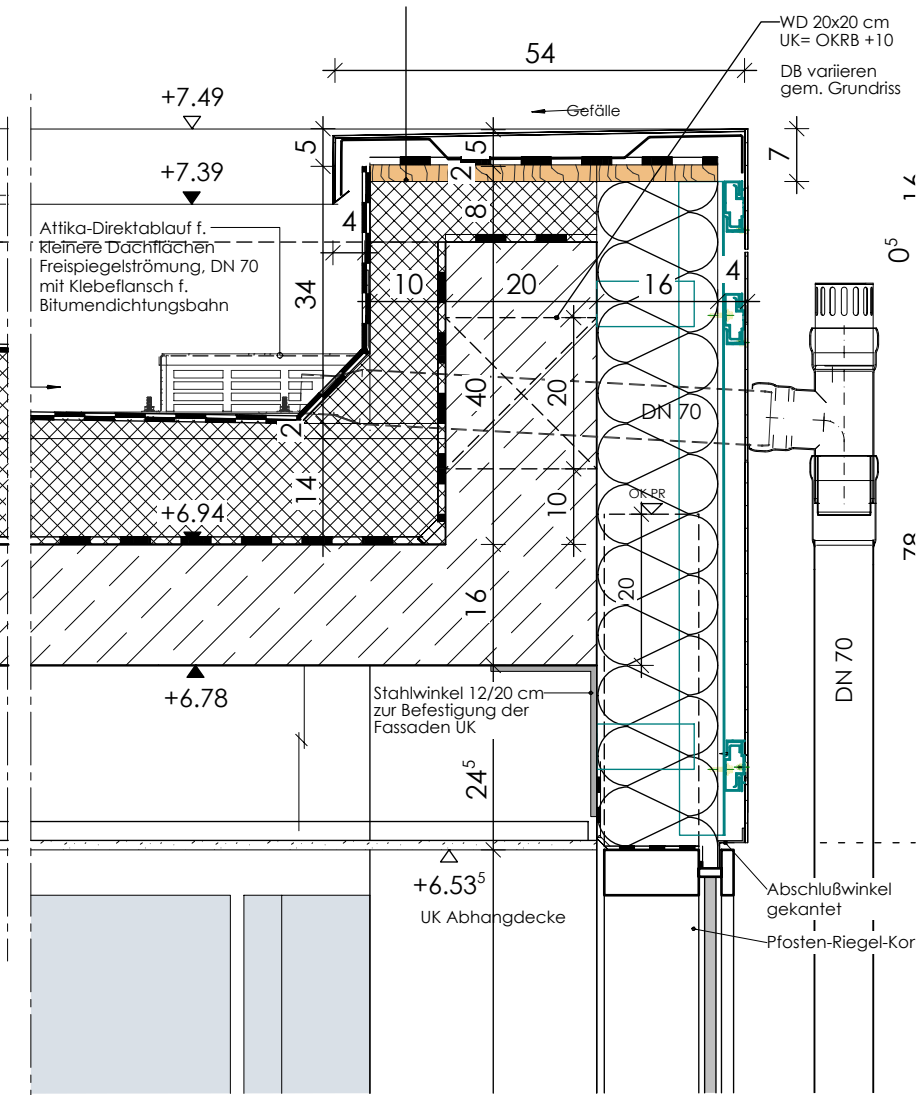 WD 20x20 cm
UK= OKRB +10
DB variieren
gem. Grundriss
54
+7.49
Gefälle
5
5
7
+7.39
2
16
8
4
Attika-Direktablauf f.
kleinere Dachflächen
Freispiegelströmung, DN 70
mit Klebeflansch f.
Bitumendichtungsbahn
0⁵
34
10
20
16
4
40
20
DN 70
2
14
10
OK PR
+6.94
78
16
20
DN 70
+6.78
Stahlwinkel 12/20 cm
zur Befestigung der
Fassaden UK
24⁵
+6.53⁵
UK Abhangdecke
Abschlußwinkel
gekantet
Pfosten-Riegel-Kor